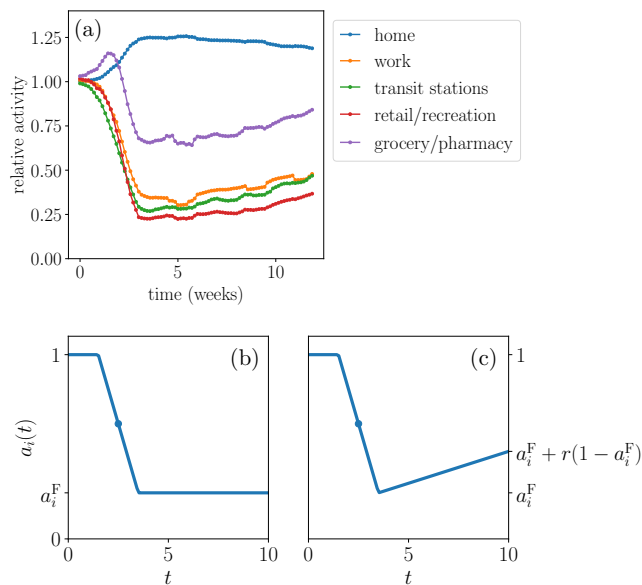 (a)
relative activity
1.25
1.00
0.75
0.50
0.25
0.00
0
5
10
time (weeks)
home
work
transit stations
retail/recreation
grocery/pharmacy
(b)
a_i(t)
1
a_i^F
0
0
5
10
t
(c)
1
a_i^F + r(1 − a_i^F)
a_i^F
0
5
10
t